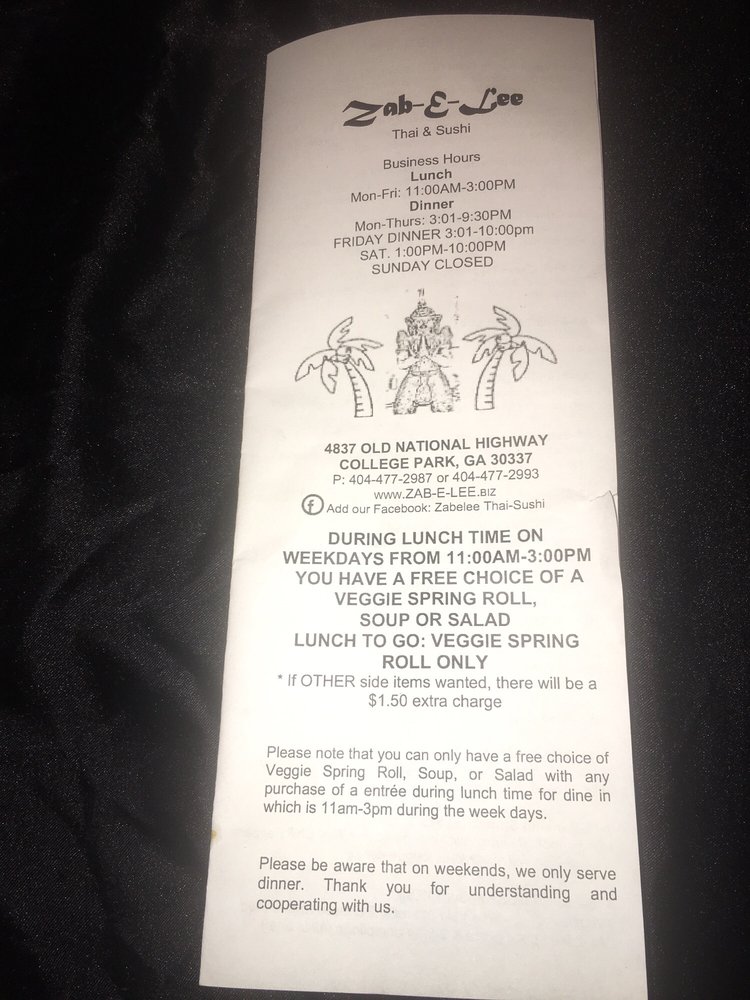 Zab-E-Lee
Thai & Sushi
Business Hours
Lunch
Mon-Fri: 11:00AM-3:00PM
Dinner
Mon-Thurs: 3:01-9:30PM
FRIDAY DINNER 3:01-10:00pm
SAT. 1:00PM-10:00PM
SUNDAY CLOSED
4837 OLD NATIONAL HIGHWAY
COLLEGE PARK, GA 30337
P: 404-477-2987 or 404-477-2993
www.ZAB-E-LEE.BIZ
f Add our Facebook: Zabelee Thai-Sushi
DURING LUNCH TIME ON
WEEKDAYS FROM 11:00AM-3:00PM
YOU HAVE A FREE CHOICE OF A
VEGGIE SPRING ROLL,
SOUP OR SALAD
LUNCH TO GO: VEGGIE SPRING
ROLL ONLY
* If OTHER side items wanted, there will be a
$1.50 extra charge
Please note that you can only have a free choice of
Veggie Spring Roll, Soup, or Salad with any
purchase of a entrée during lunch time for dine in
which is 11am-3pm during the week days.
Please be aware that on weekends, we only serve
dinner. Thank you for understanding and
cooperating with us.